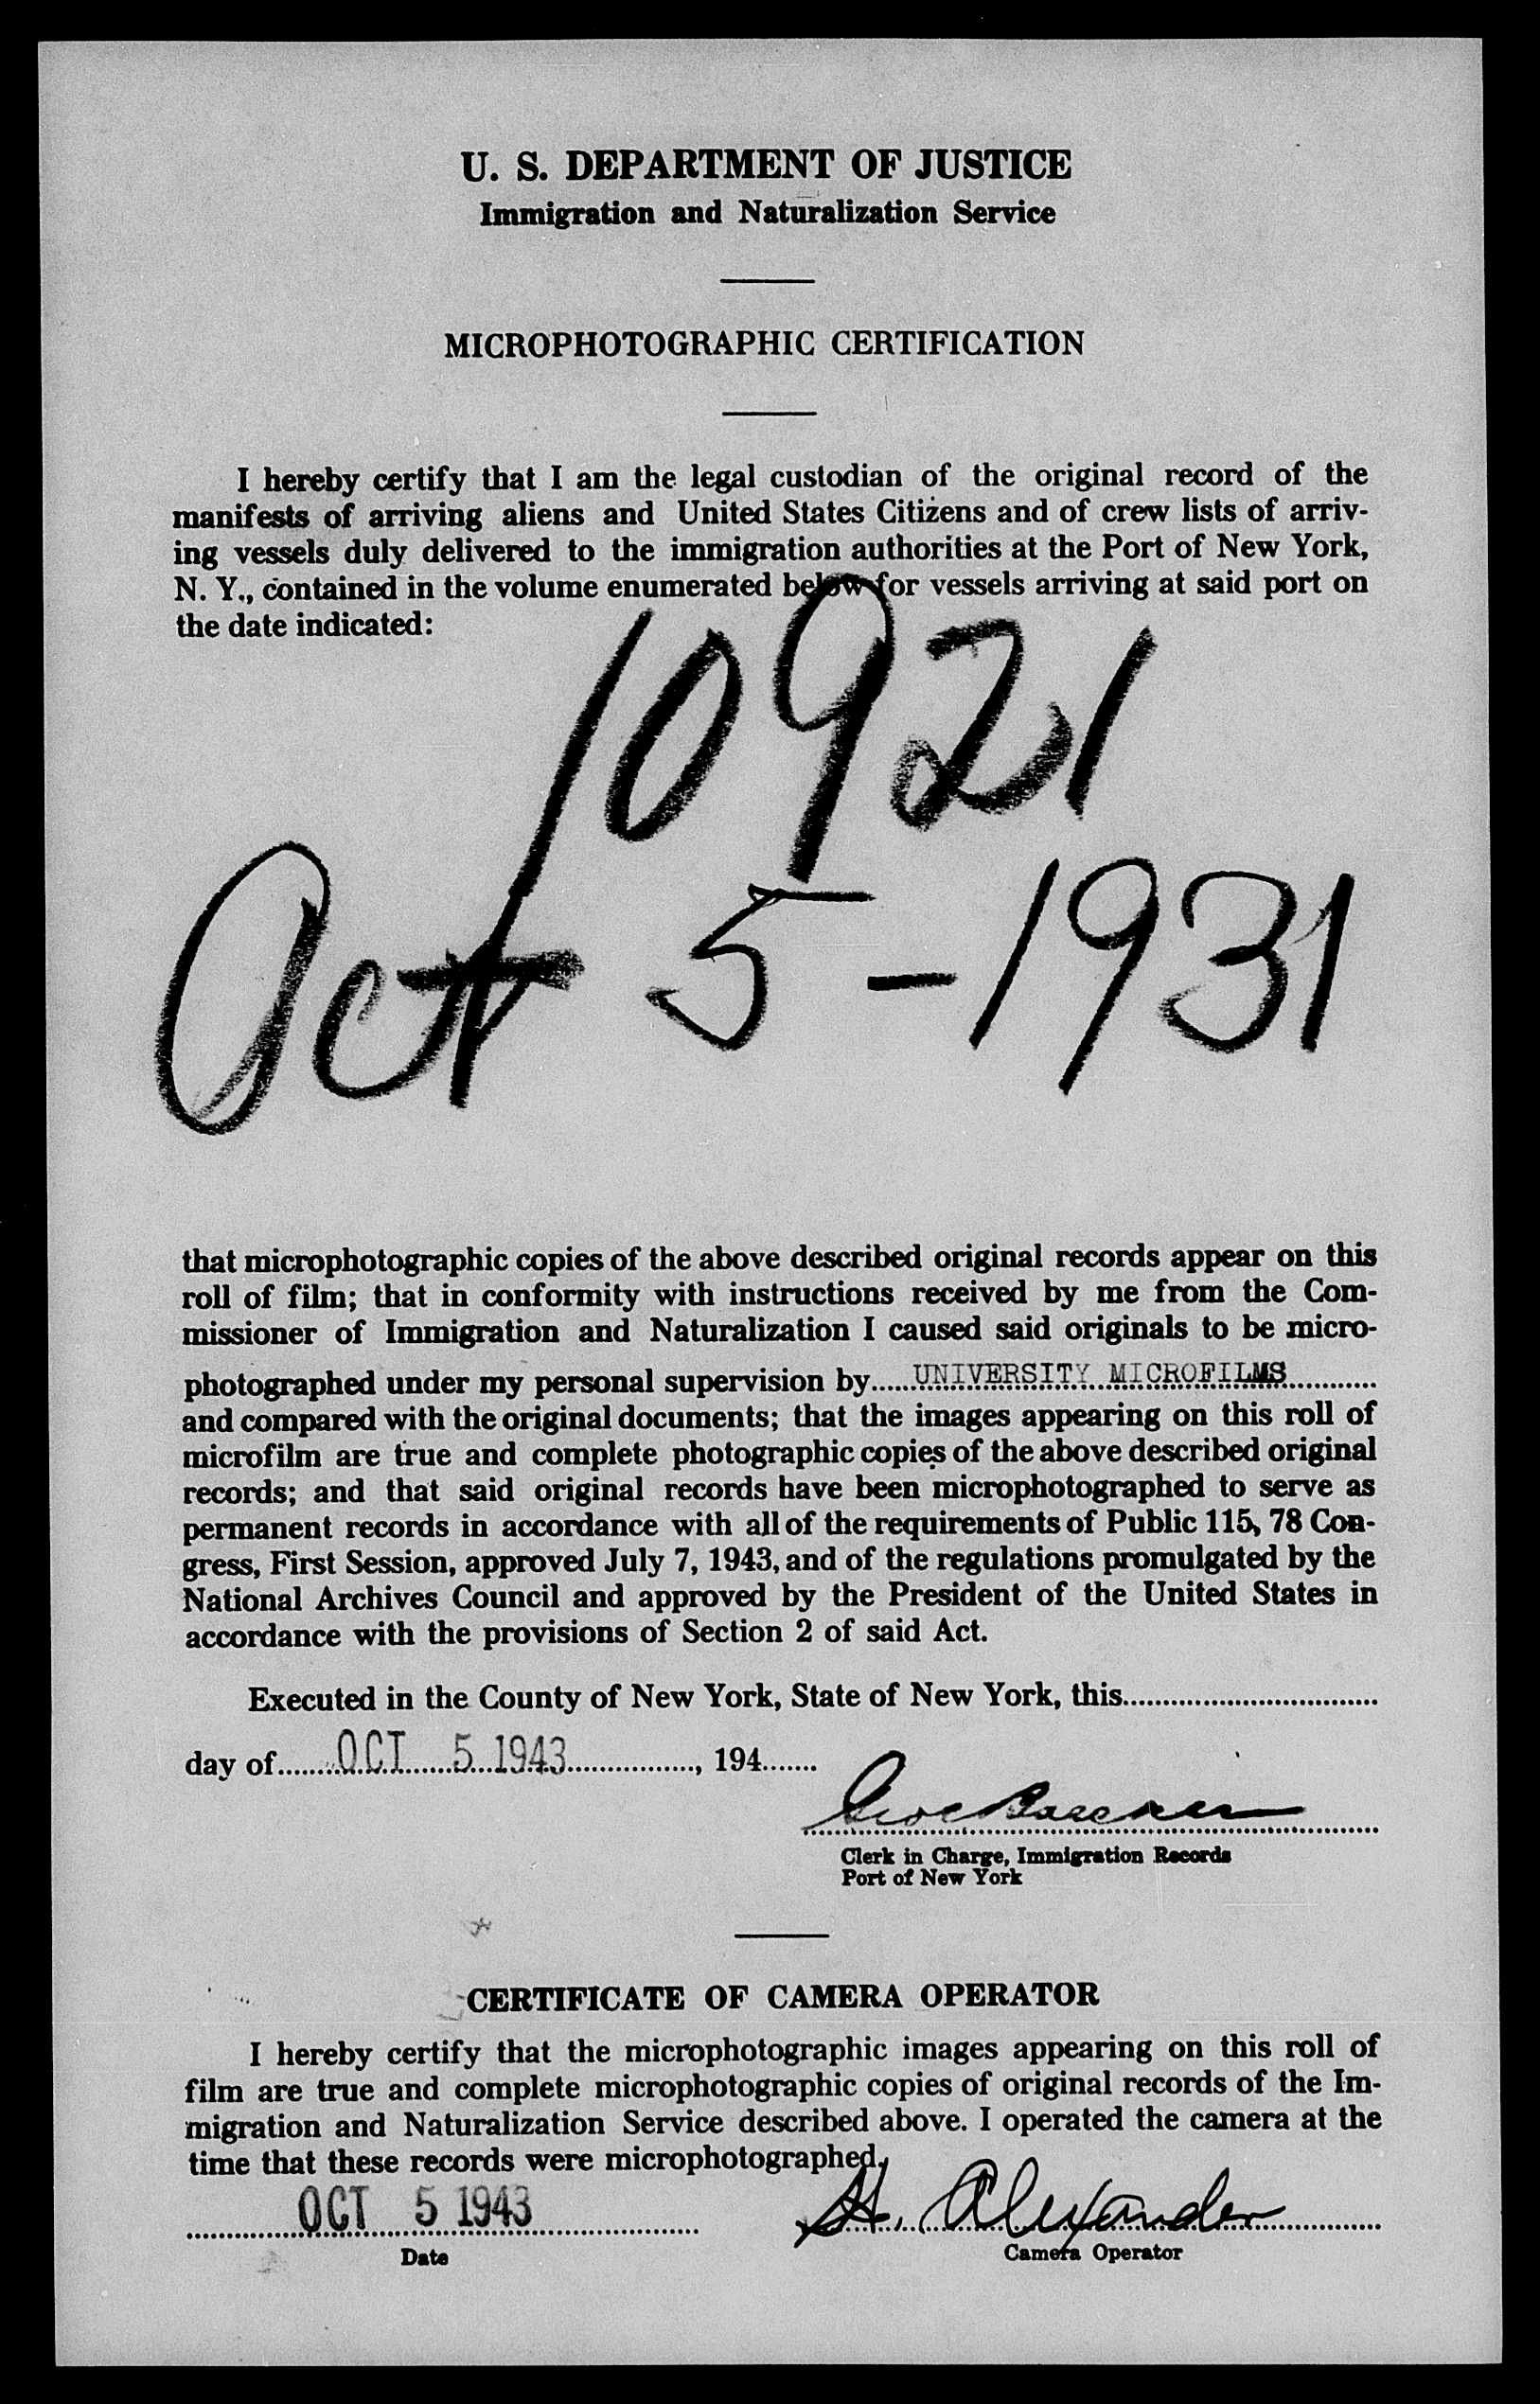 U. S. DEPARTMENT OF JUSTICE
Immigration and Naturalization Service
MICROPHOTOGRAPHIC CERTIFICATION
I hereby certify that I am the legal custodian of the original record of the
manifests of arriving aliens and United States Citizens and of crew lists of arriv-
ing vessels duly delivered to the immigration authorities at the Port of New York,
N. Y., contained in the volume enumerated below for vessels arriving at said port on
the date indicated:
10921
Oct 5-1931
that microphotographic copies of the above described original records appear on this
roll of film; that in conformity with instructions received by me from the Com-
missioner of Immigration and Naturalization I caused said originals to be micro-
photographed under my personal supervision by......UNIVERSITY MICROFILMS............
and compared with the original documents; that the images appearing on this roll of
microfilm are true and complete photographic copies of the above described original
records; and that said original records have been microphotographed to serve as
permanent records in accordance with all of the requirements of Public 115, 78 Con-
gress, First Session, approved July 7, 1943, and of the regulations promulgated by the
National Archives Council and approved by the President of the United States in
accordance with the provisions of Section 2 of said Act.
Executed in the County of New York, State of New York, this................................
day of........OCT 5 1943................, 194.......
Clerk in Charge, Immigration Records
Port of New York
CERTIFICATE OF CAMERA OPERATOR
I hereby certify that the microphotographic images appearing on this roll of
film are true and complete microphotographic copies of original records of the Im-
migration and Naturalization Service described above. I operated the camera at the
time that these records were microphotographed.
OCT 5 1943 H. Alexander
Date Camera Operator